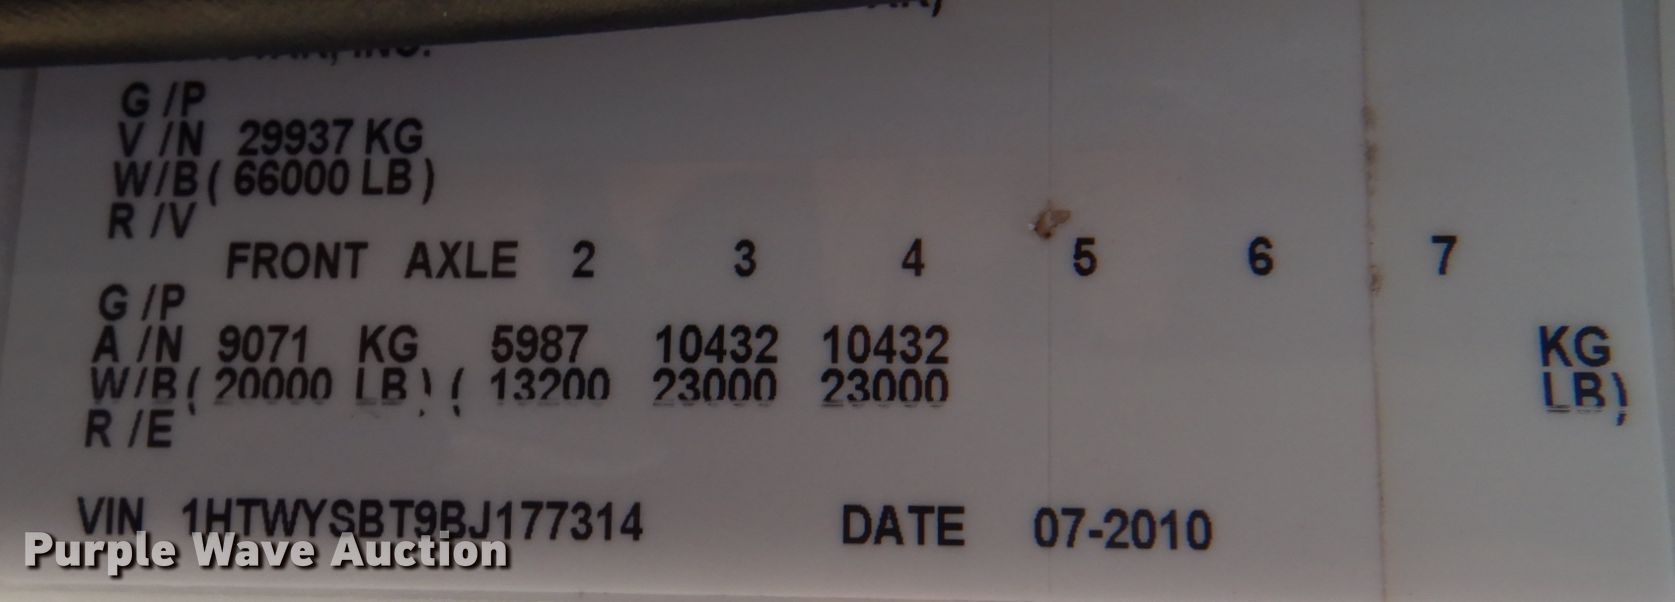 INC.
G/P
V/N 29937 KG
W/B ( 66000 LB )
R/V
FRONT AXLE 2 3 4 5 6 7
G/P
A/N 9071 KG 5987 10432 10432 KG
W/B ( 20000 LB ) ( 13200 23000 23000 LB)
R/E
VIN 1HTWYSBT9BJ177314 DATE 07-2010
Purple Wave Auction